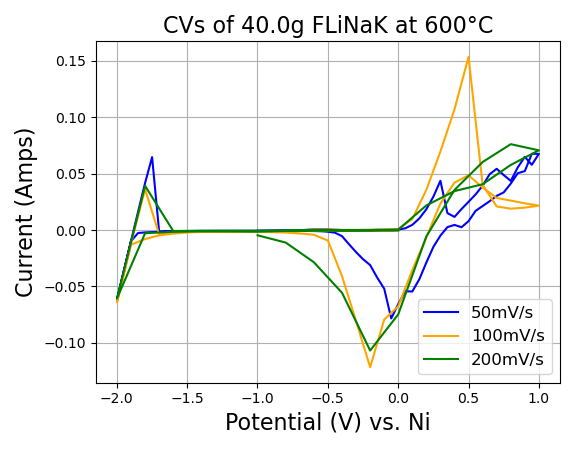 CVs of 40.0g FLiNaK at 600°C
Current (Amps)
0.15
0.10
0.05
0.00
−0.05
−0.10
−2.0 −1.5 −1.0 −0.5 0.0 0.5 1.0
Potential (V) vs. Ni
50mV/s
100mV/s
200mV/s